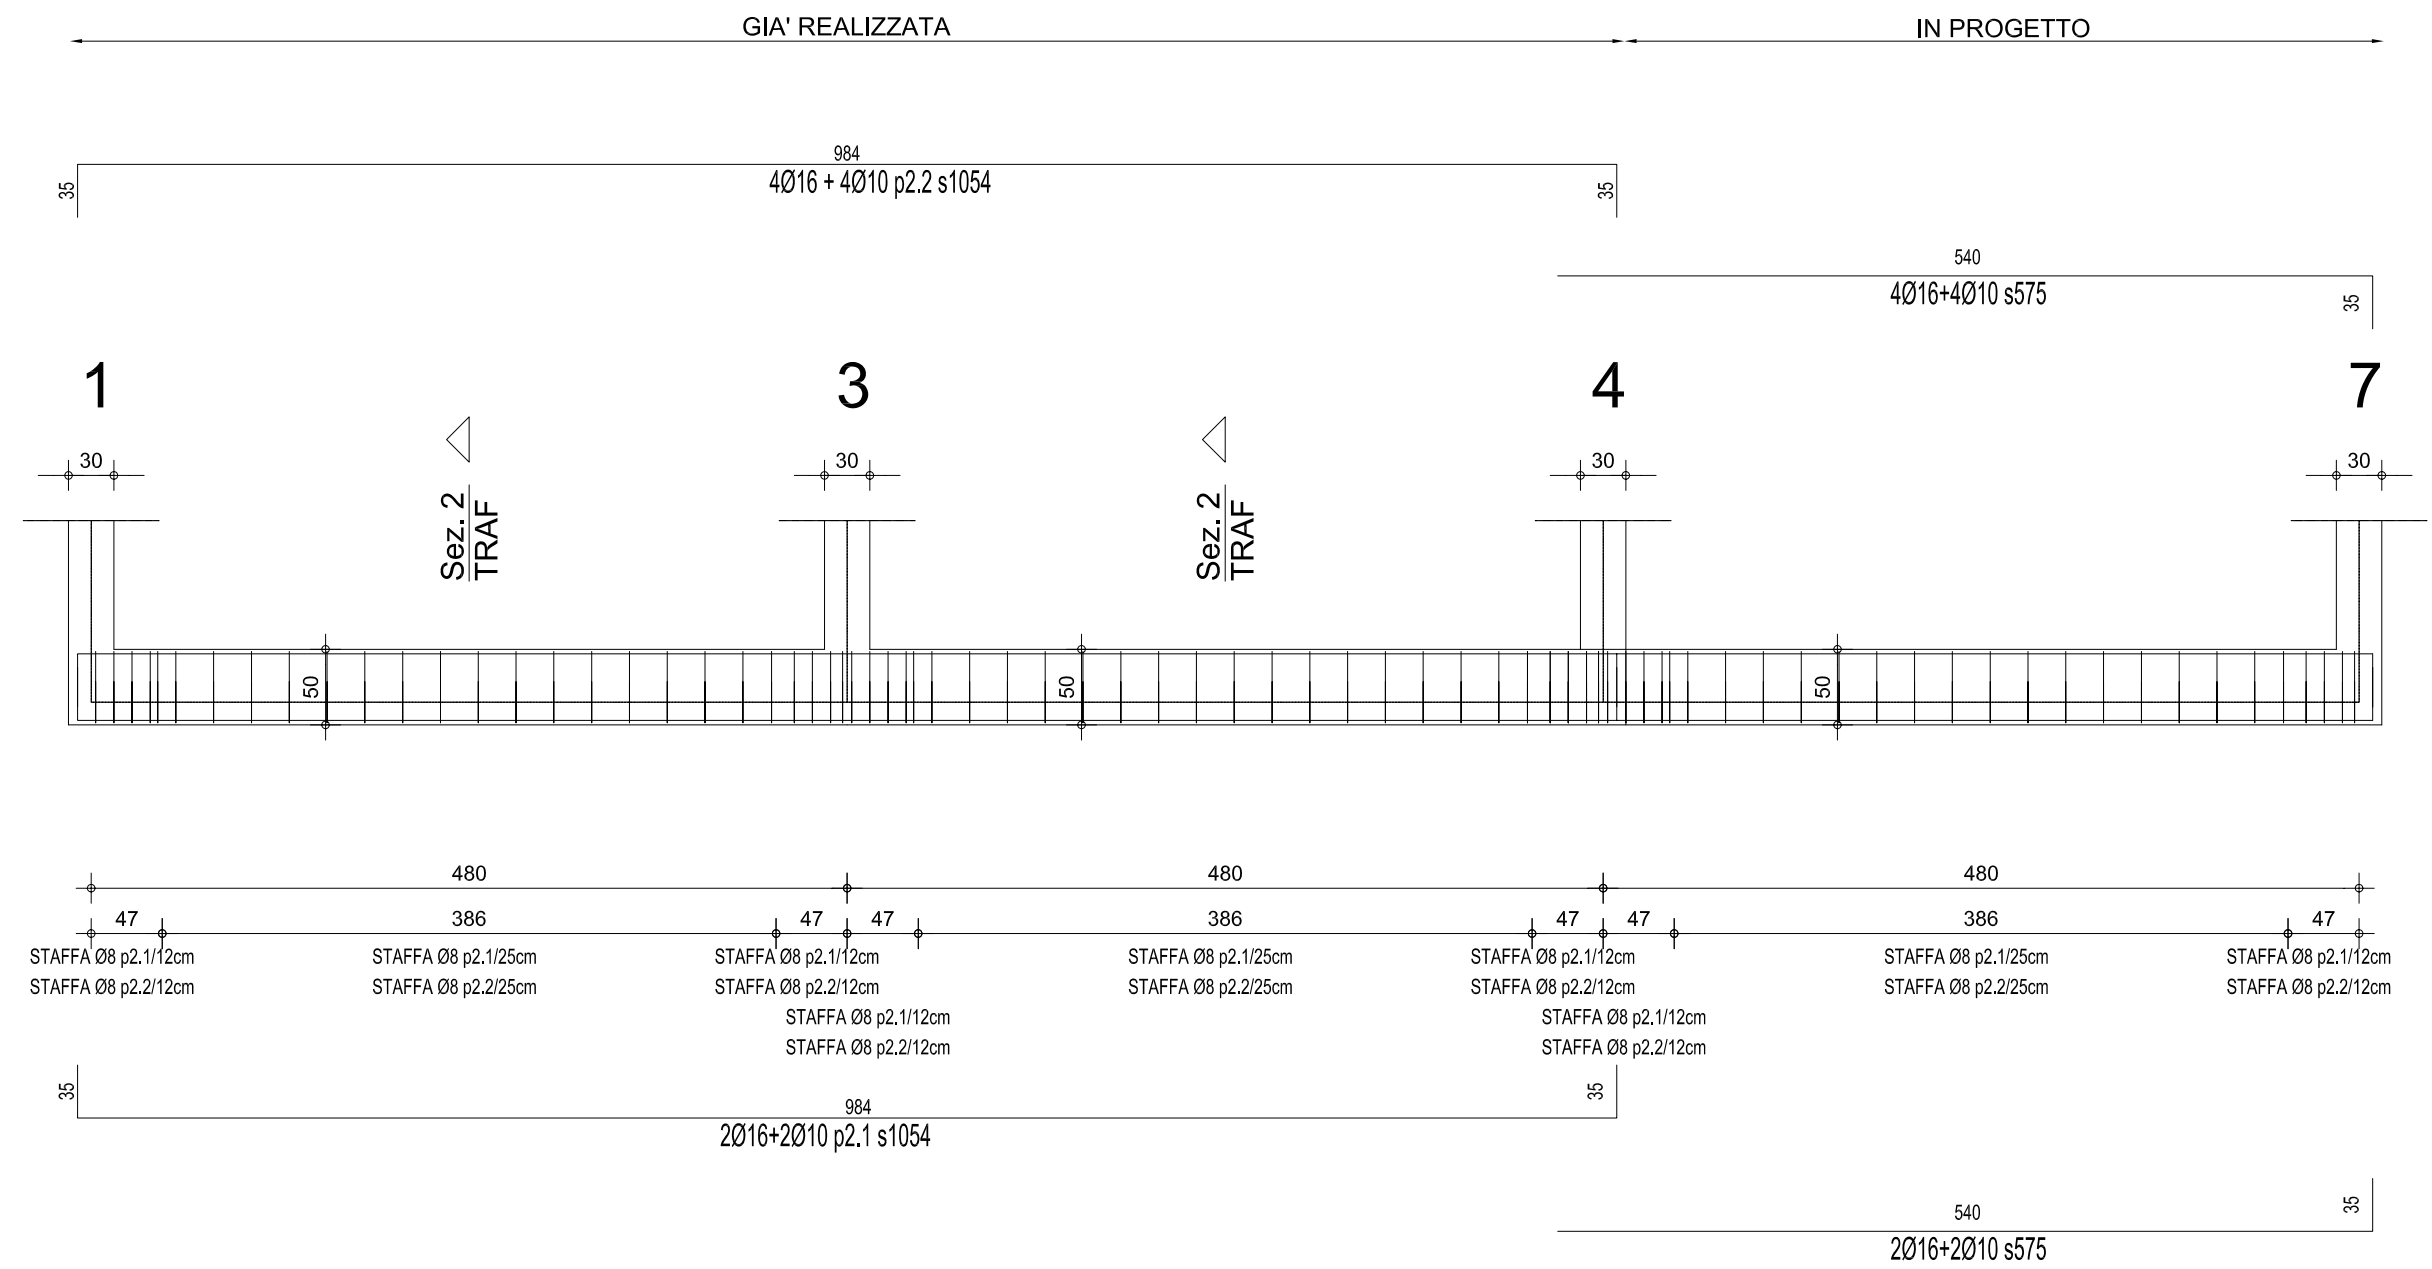 GIA' REALIZZATA
IN PROGETTO
984
35
4Ø16 + 4Ø10 p2.2 s1054
35
540
4Ø16+4Ø10 s575
35
1
3
4
7
30
30
30
30
Sez. 2
TRAF
Sez. 2
TRAF
50
50
50
480
480
480
47
386
47
47
386
47
47
386
47
STAFFA Ø8 p2.1/12cm
STAFFA Ø8 p2.1/25cm
STAFFA Ø8 p2.1/12cm
STAFFA Ø8 p2.1/25cm
STAFFA Ø8 p2.1/12cm
STAFFA Ø8 p2.1/25cm
STAFFA Ø8 p2.1/12cm
STAFFA Ø8 p2.2/12cm
STAFFA Ø8 p2.2/25cm
STAFFA Ø8 p2.2/12cm
STAFFA Ø8 p2.2/25cm
STAFFA Ø8 p2.2/12cm
STAFFA Ø8 p2.2/25cm
STAFFA Ø8 p2.2/12cm
STAFFA Ø8 p2.1/12cm
STAFFA Ø8 p2.1/12cm
STAFFA Ø8 p2.2/12cm
STAFFA Ø8 p2.2/12cm
35
984
35
2Ø16+2Ø10 p2.1 s1054
540
35
2Ø16+2Ø10 s575